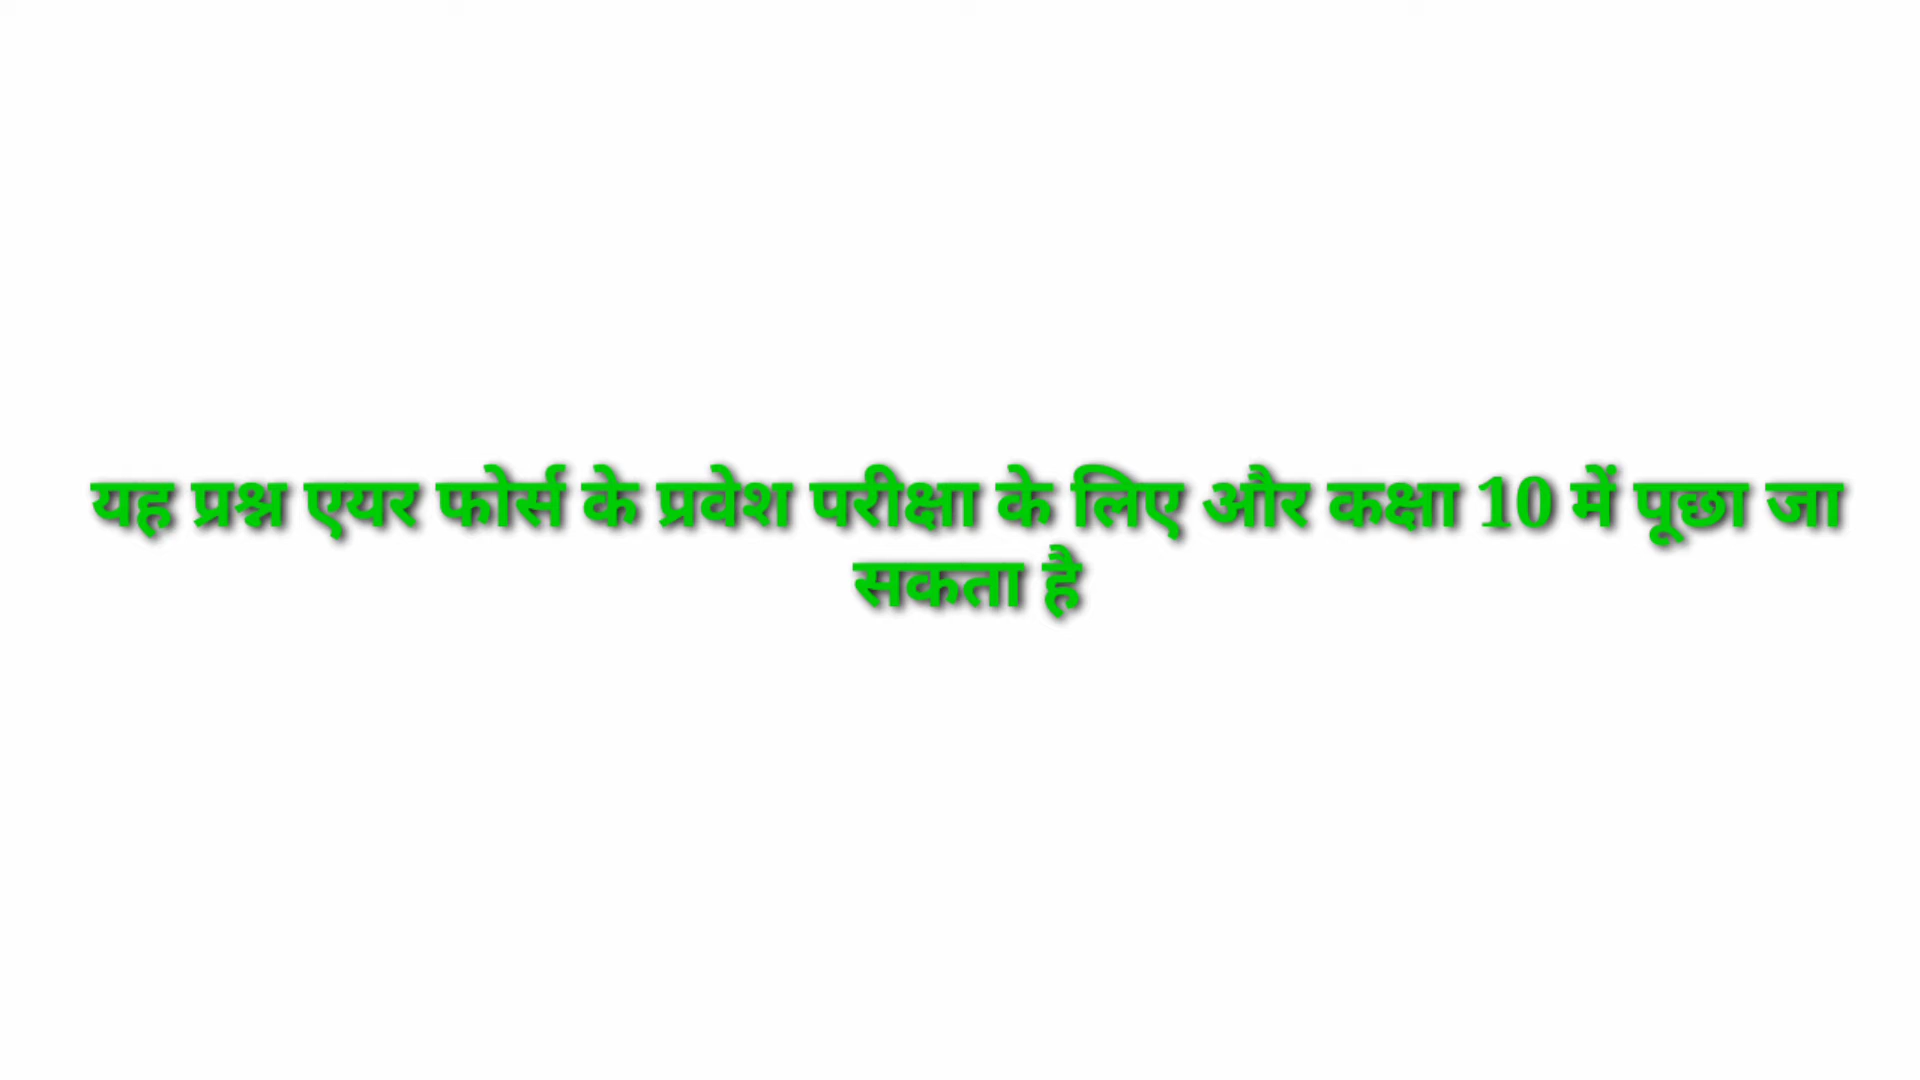 यह प्रश्न एयर फोर्स के प्रवेश परीक्षा के लिए और कक्षा 10 में पूछा जा
सकता है